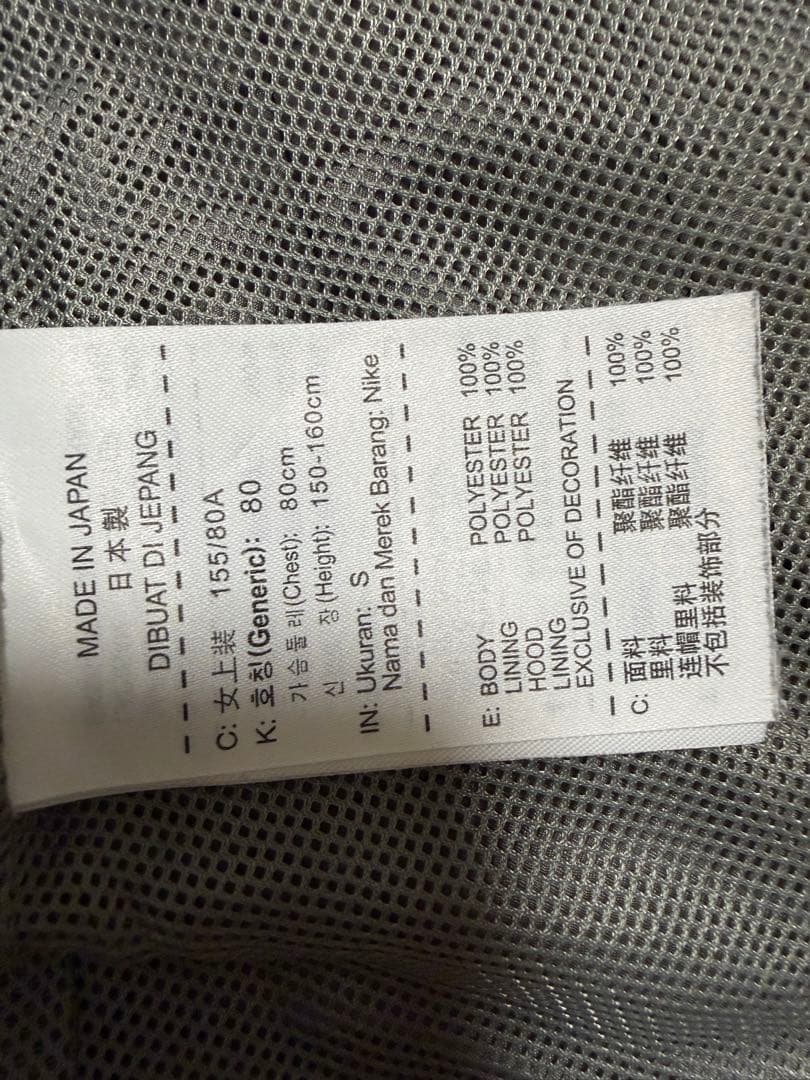 MADE IN JAPAN
日本製
DIBUAT DI JEPANG
C: 女上装 155/80A
K: 호칭(Generic): 80
가슴둘레(Chest): 80cm
신 장(Height): 150-160cm
IN: Ukuran: S
Nama dan Merek Barang: Nike
E: BODY POLYESTER 100%
LINING POLYESTER 100%
HOOD POLYESTER 100%
LINING
EXCLUSIVE OF DECORATION
C: 面料 聚酯纤维 100%
里料 聚酯纤维 100%
连帽里料 聚酯纤维 100%
不包括装饰部分